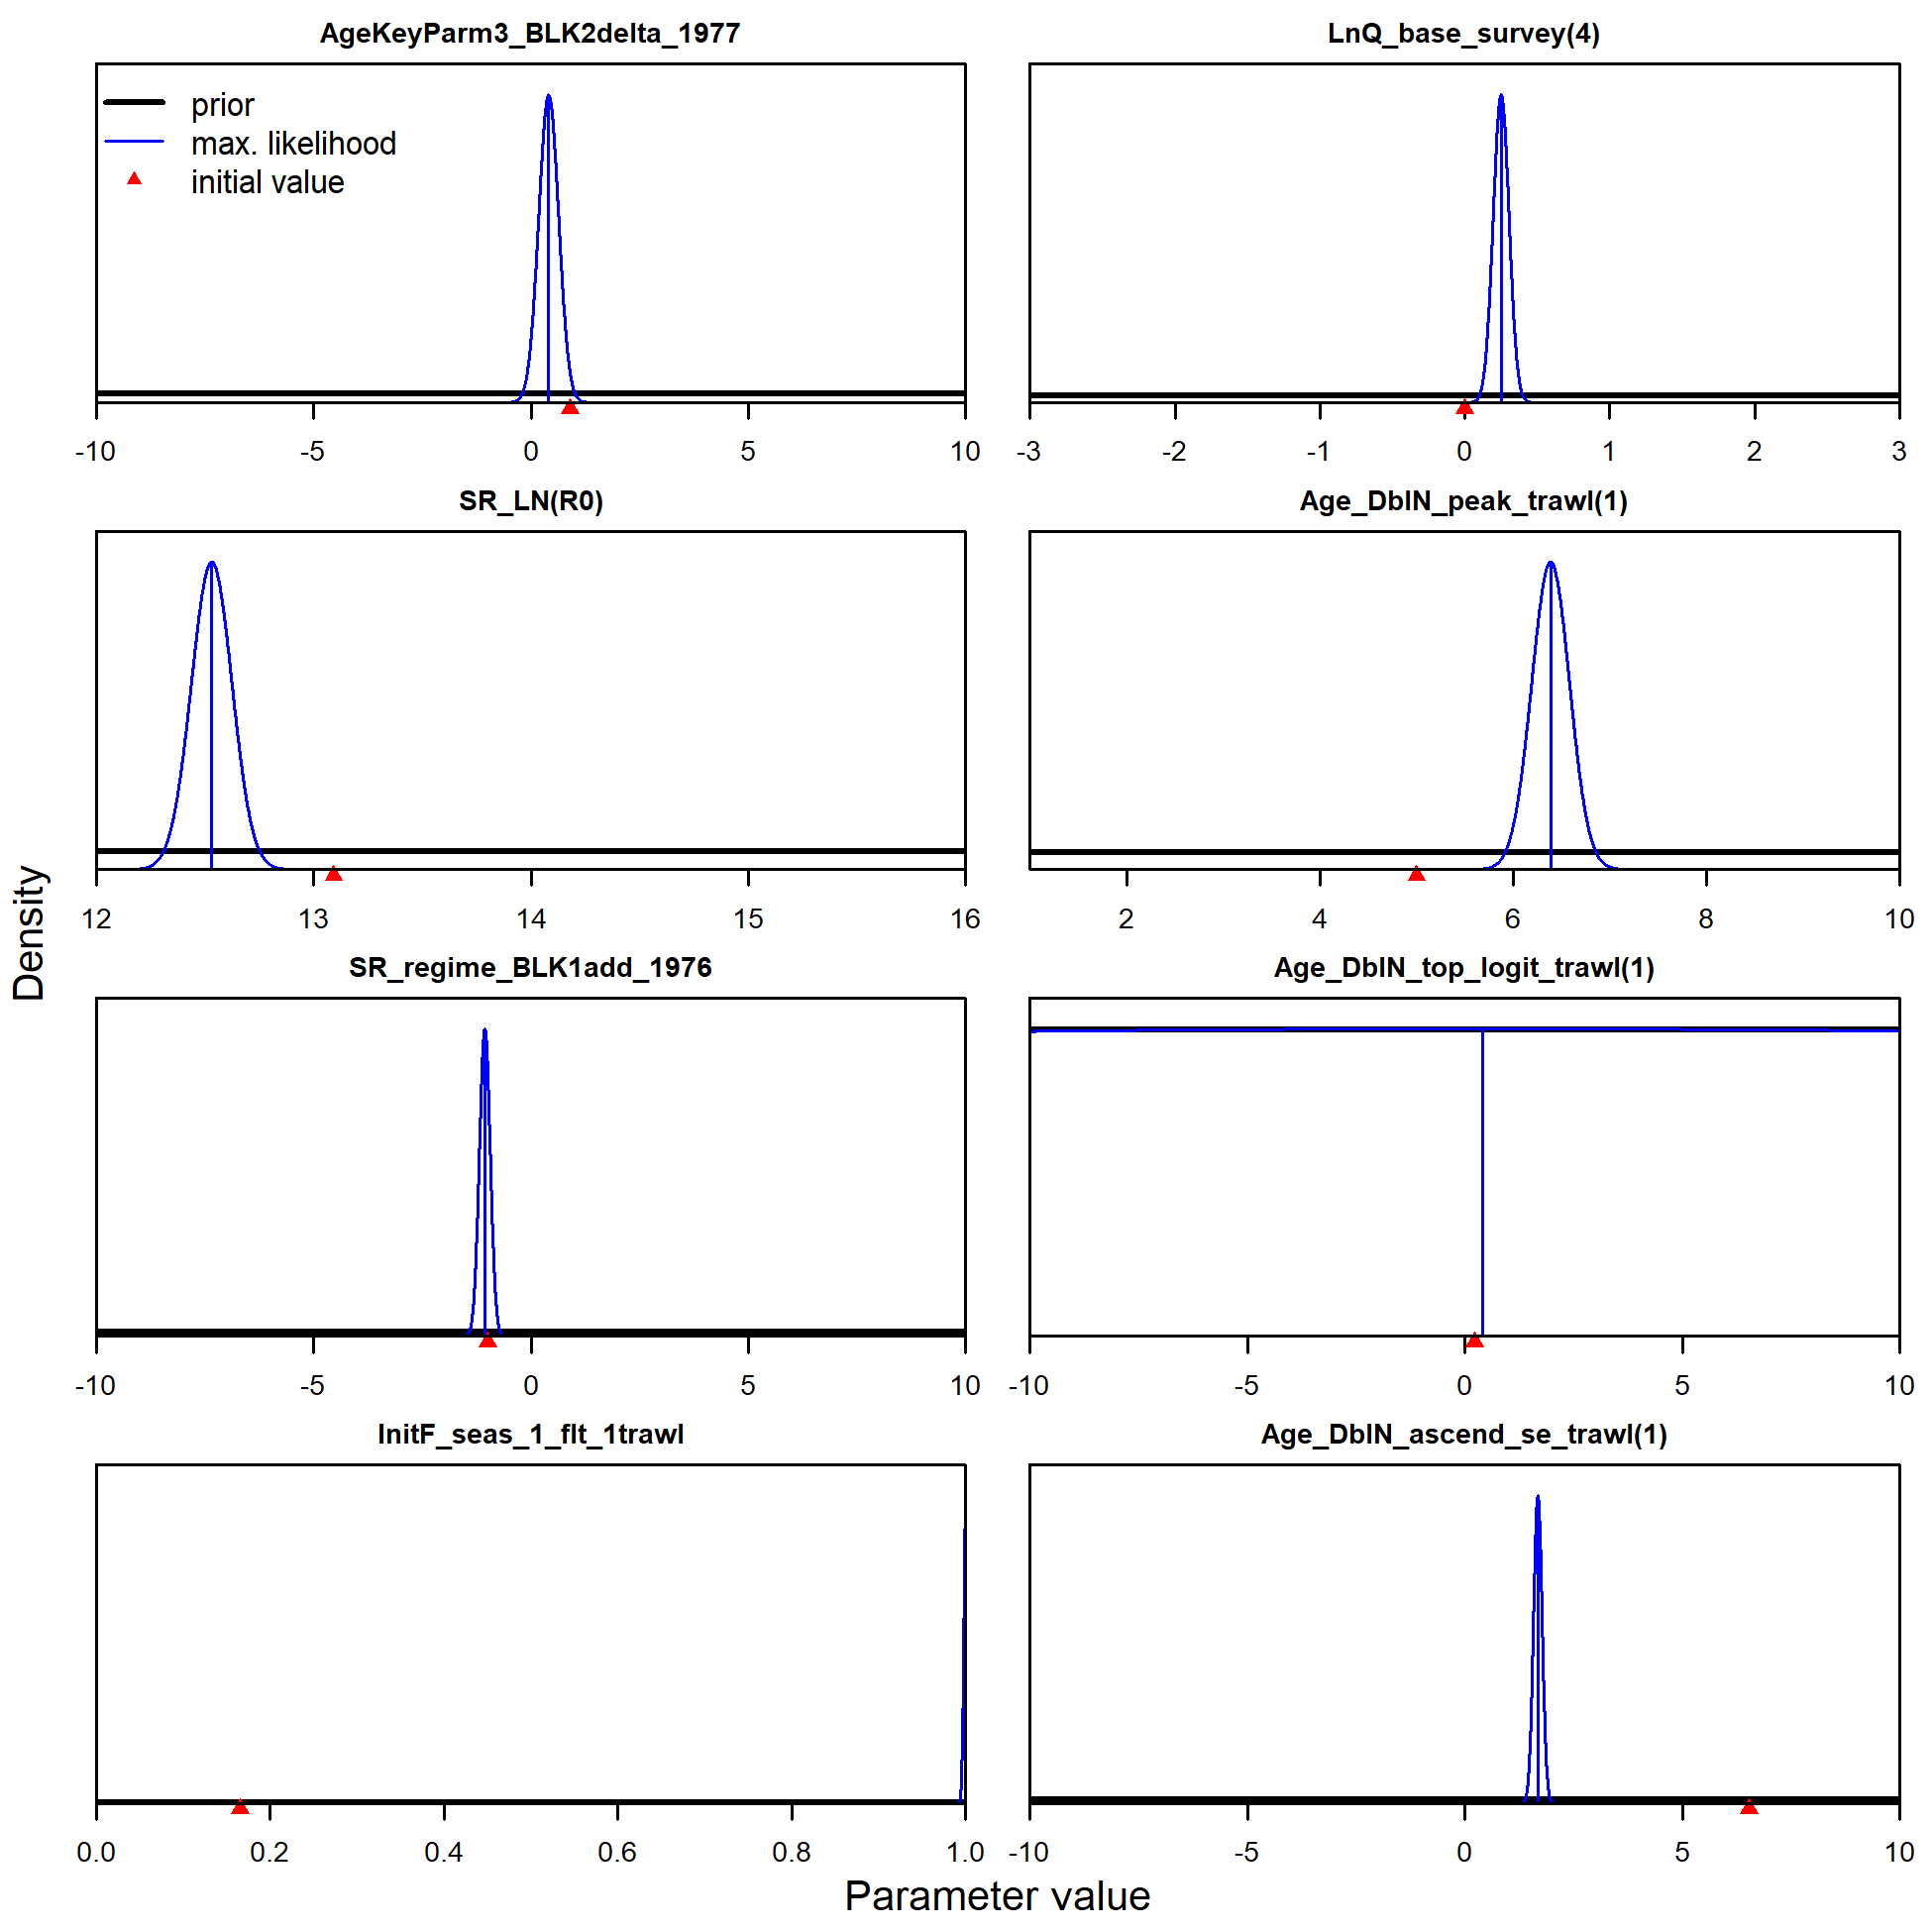 AgeKeyParm3_BLK2delta_1977
prior
max. likelihood
initial value
-10 -5 0 5 10
LnQ_base_survey(4)
-3 -2 -1 0 1 2 3
SR_LN(R0)
12 13 14 15 16
Age_DblN_peak_trawl(1)
2 4 6 8 10
SR_regime_BLK1add_1976
-10 -5 0 5 10
Age_DblN_top_logit_trawl(1)
-10 -5 0 5 10
InitF_seas_1_flt_1trawl
0.0 0.2 0.4 0.6 0.8 1.0
Age_DblN_ascend_se_trawl(1)
-10 -5 0 5 10
Density
Parameter value